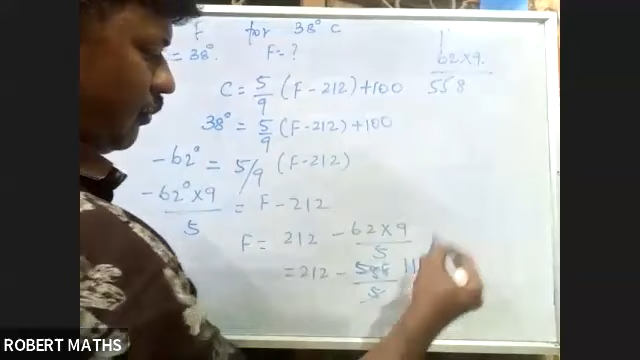 F for 38° C
= 38° F = ?
62 × 9
558
C = 5/9 (F - 212) + 100
38° = 5/9 (F - 212) + 100
-62° = 5/9 (F - 212)
-62° × 9 / 5 = F - 212
F = 212 - 62 × 9 / 5
= 212 - 558 / 5 11
ROBERT MATHS